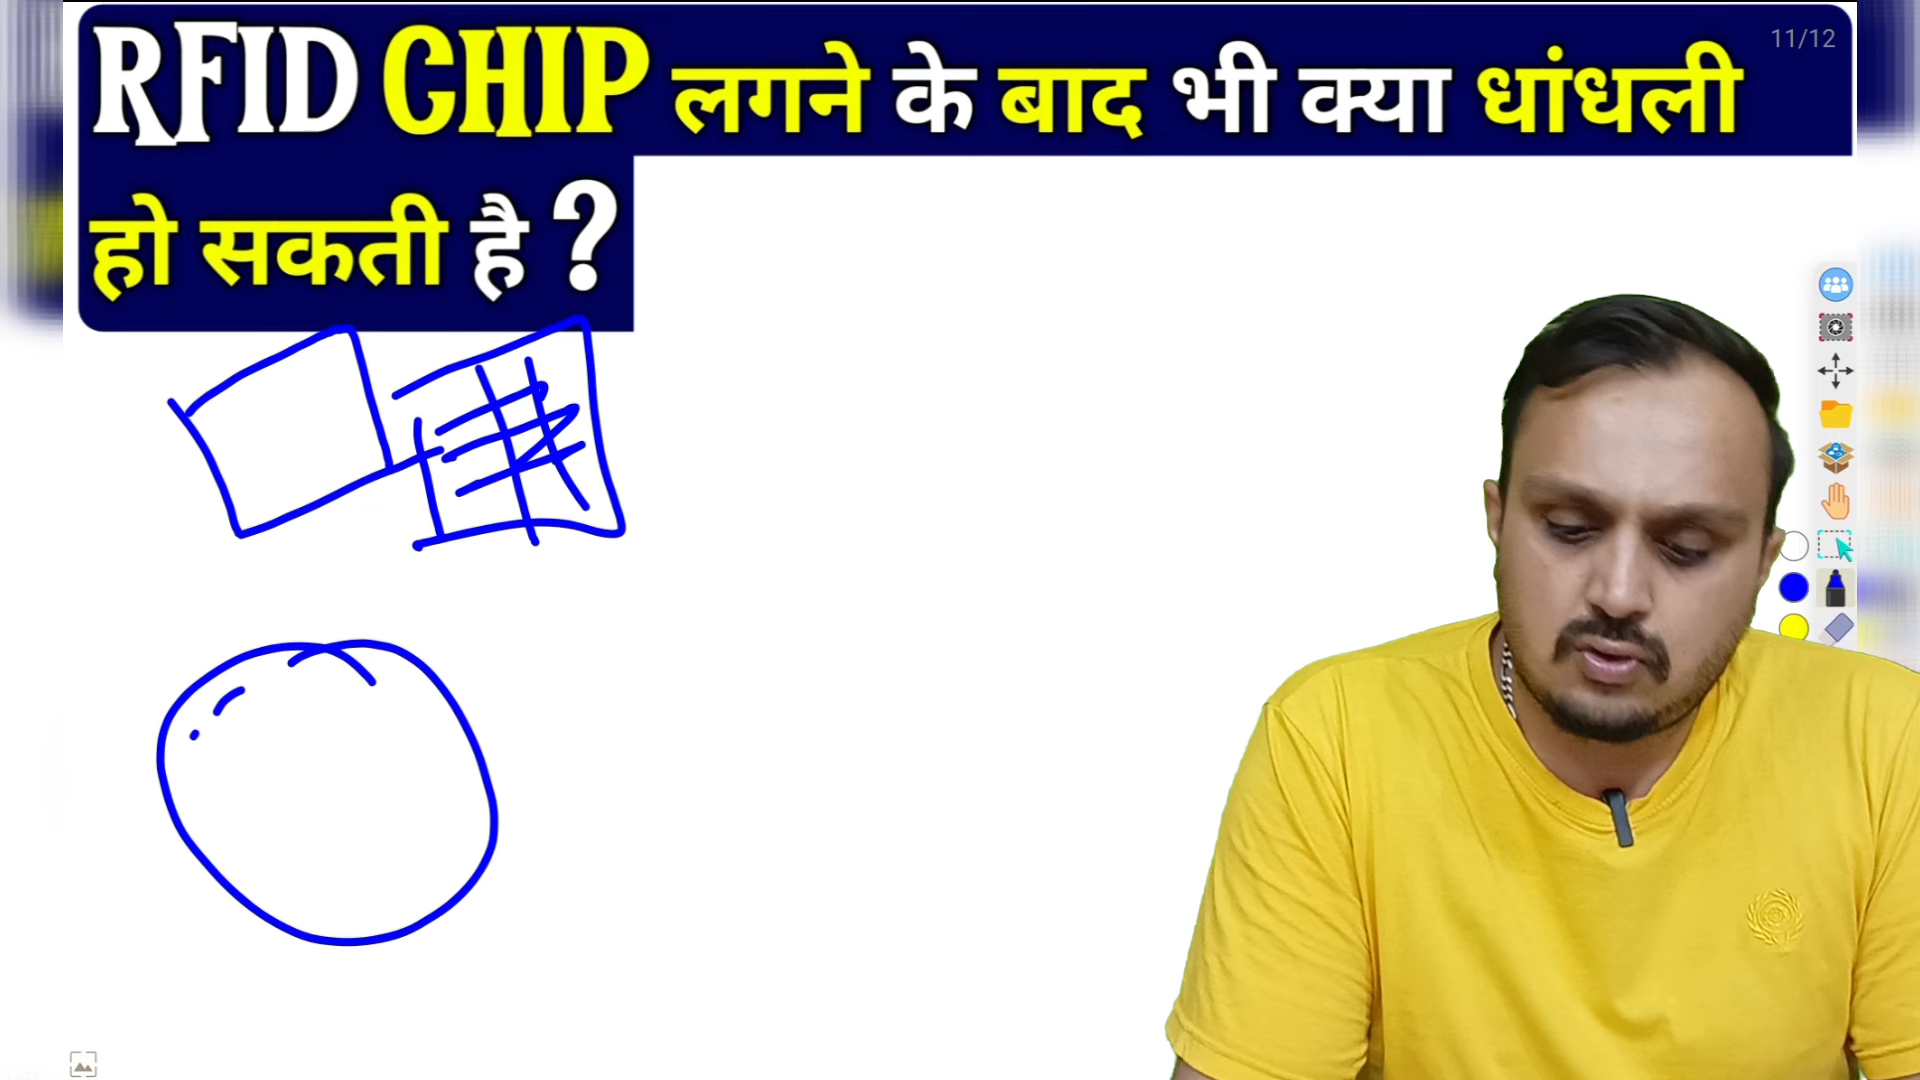 RFID CHIP लगने के बाद भी क्या धांधली
हो सकती है ?
11/12